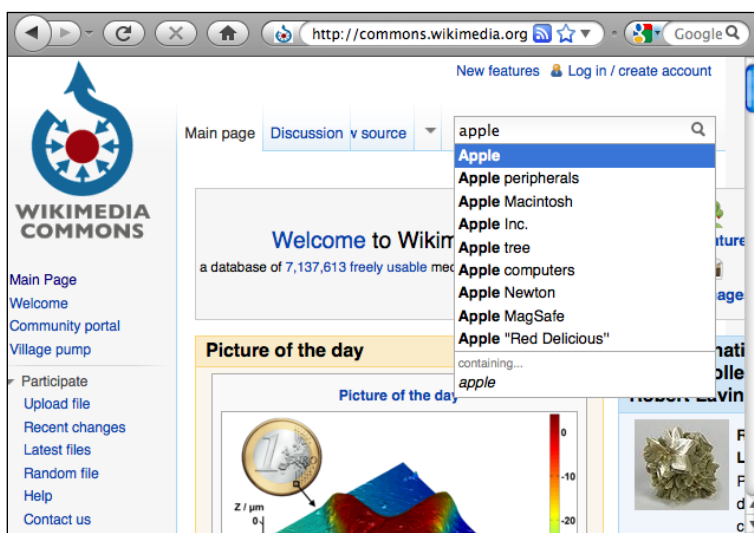 http://commons.wikimedia.org
Google
New features Log in / create account
Main page Discussion v source
apple
Apple
Apple peripherals
Apple Macintosh
Apple Inc.
Apple tree
Apple computers
Apple Newton
Apple MagSafe
Apple "Red Delicious"
containing...
apple
WIKIMEDIA
COMMONS
Main Page
Welcome
Community portal
Village pump
Participate
Upload file
Recent changes
Latest files
Random file
Help
Contact us
Welcome to Wikim
a database of 7,137,613 freely usable med
Picture of the day
Picture of the day
1
Z / µm
0
0
-10
-20